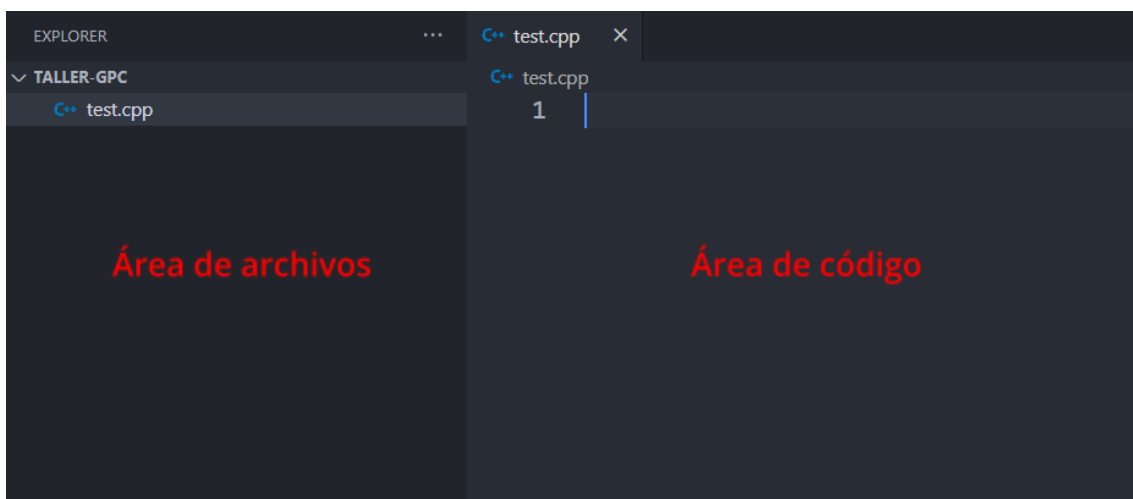 EXPLORER ...
TALLER-GPC
C++ test.cpp
C++ test.cpp ×
C++ test.cpp
1
Área de archivos
Área de código